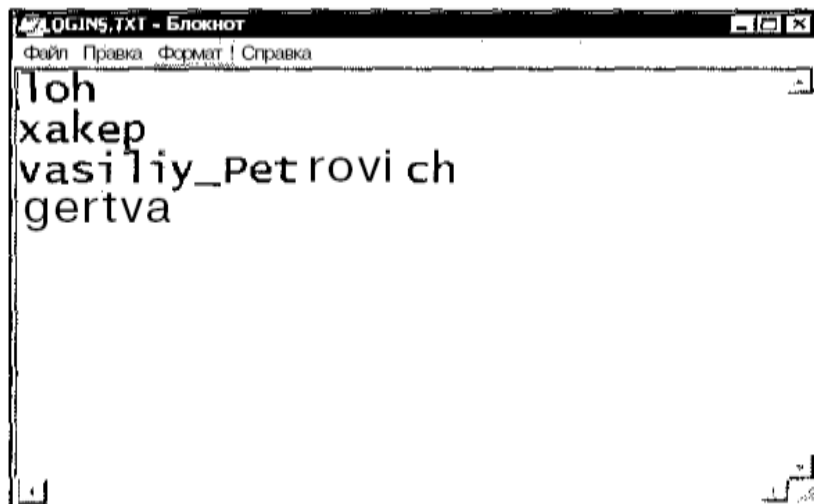 LOGINS.TXT - Блокнот
Файл Правка Формат Справка
loh
xakep
vasiliy_Petrovich
gertva